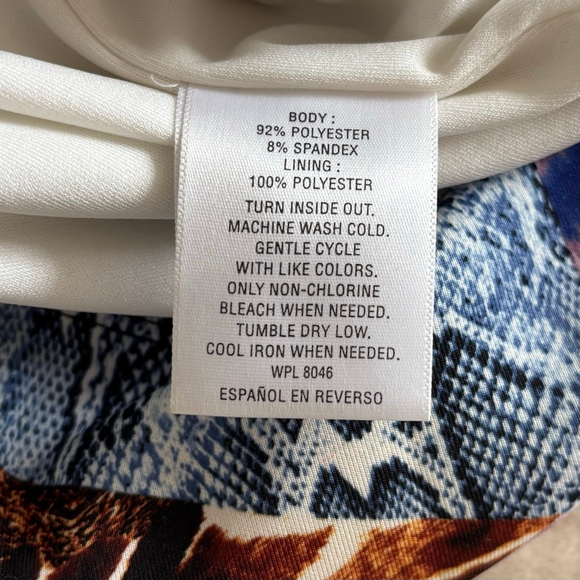 BODY :
92% POLYESTER
8% SPANDEX
LINING :
100% POLYESTER
TURN INSIDE OUT.
MACHINE WASH COLD.
GENTLE CYCLE
WITH LIKE COLORS.
ONLY NON-CHLORINE
BLEACH WHEN NEEDED.
TUMBLE DRY LOW.
COOL IRON WHEN NEEDED.
WPL 8046
ESPAÑOL EN REVERSO